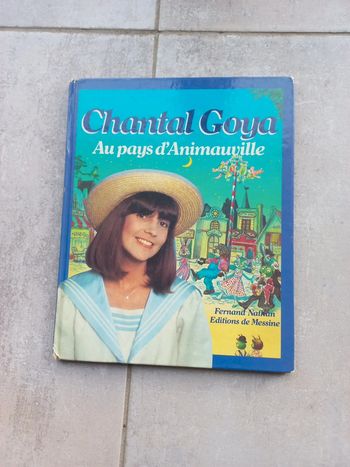 Chantal Goya
Au pays d'Animauville
Fernand Nathan
Editions de Messine